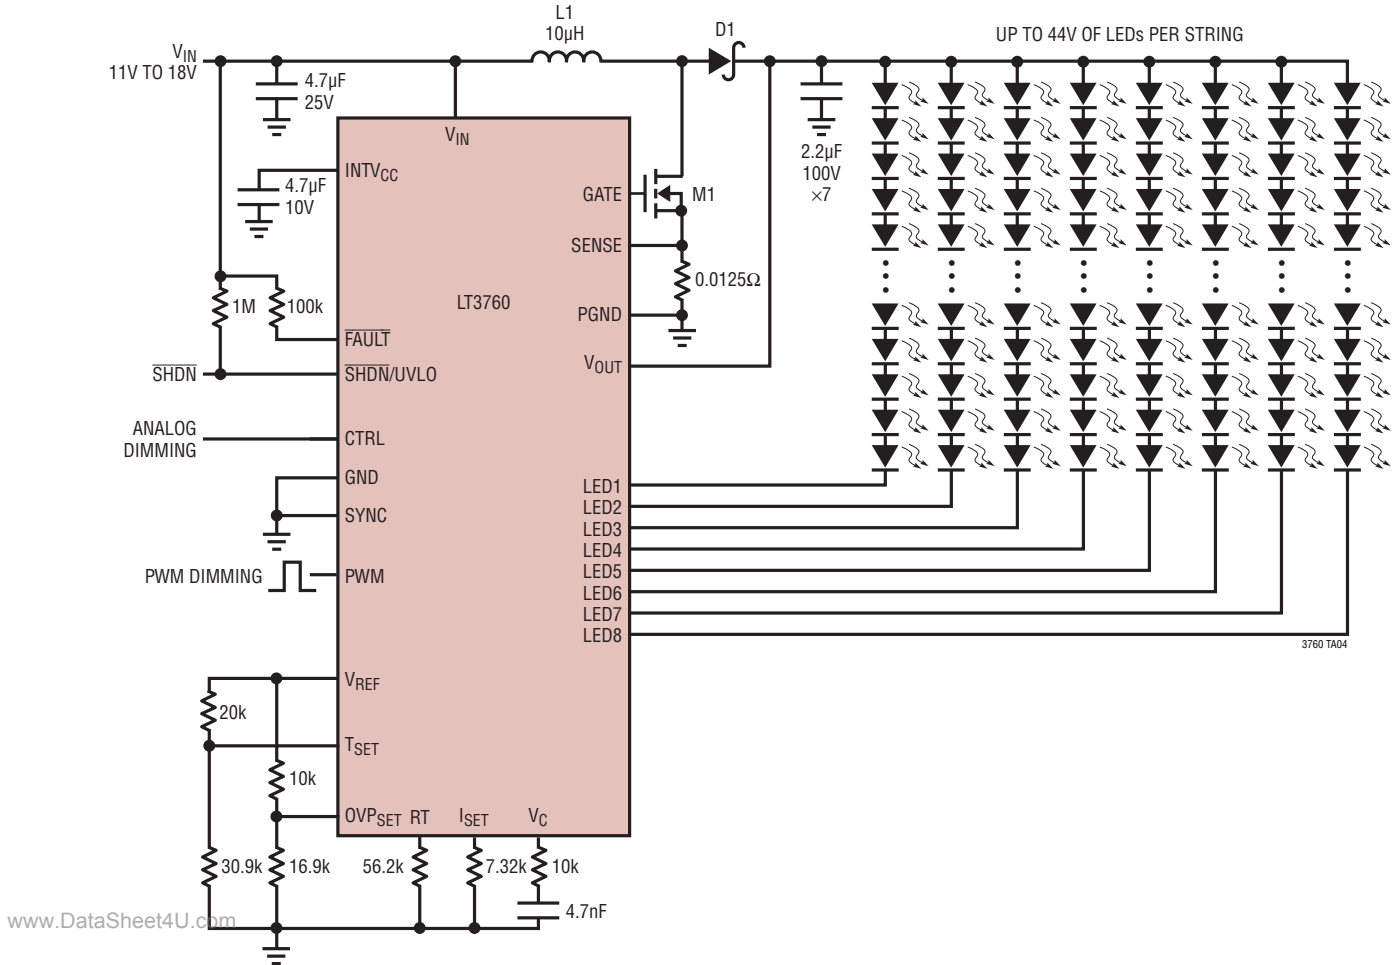 L1
10µH
D1
UP TO 44V OF LEDs PER STRING
VIN
11V TO 18V
4.7µF
25V
VIN
2.2µF
100V
×7
INTVCC
4.7µF
10V
GATE
M1
SENSE
0.0125Ω
1M
100k
LT3760
PGND
FAULT
VOUT
SHDN
SHDN/UVLO
ANALOG
DIMMING
CTRL
GND
LED1
LED2
SYNC
LED3
LED4
PWM DIMMING
PWM
LED5
LED6
LED7
LED8
3760 TA04
VREF
20k
TSET
10k
OVPSET
RT
ISET
VC
30.9k
16.9k
56.2k
7.32k
10k
4.7nF
www.DataSheet4U.com